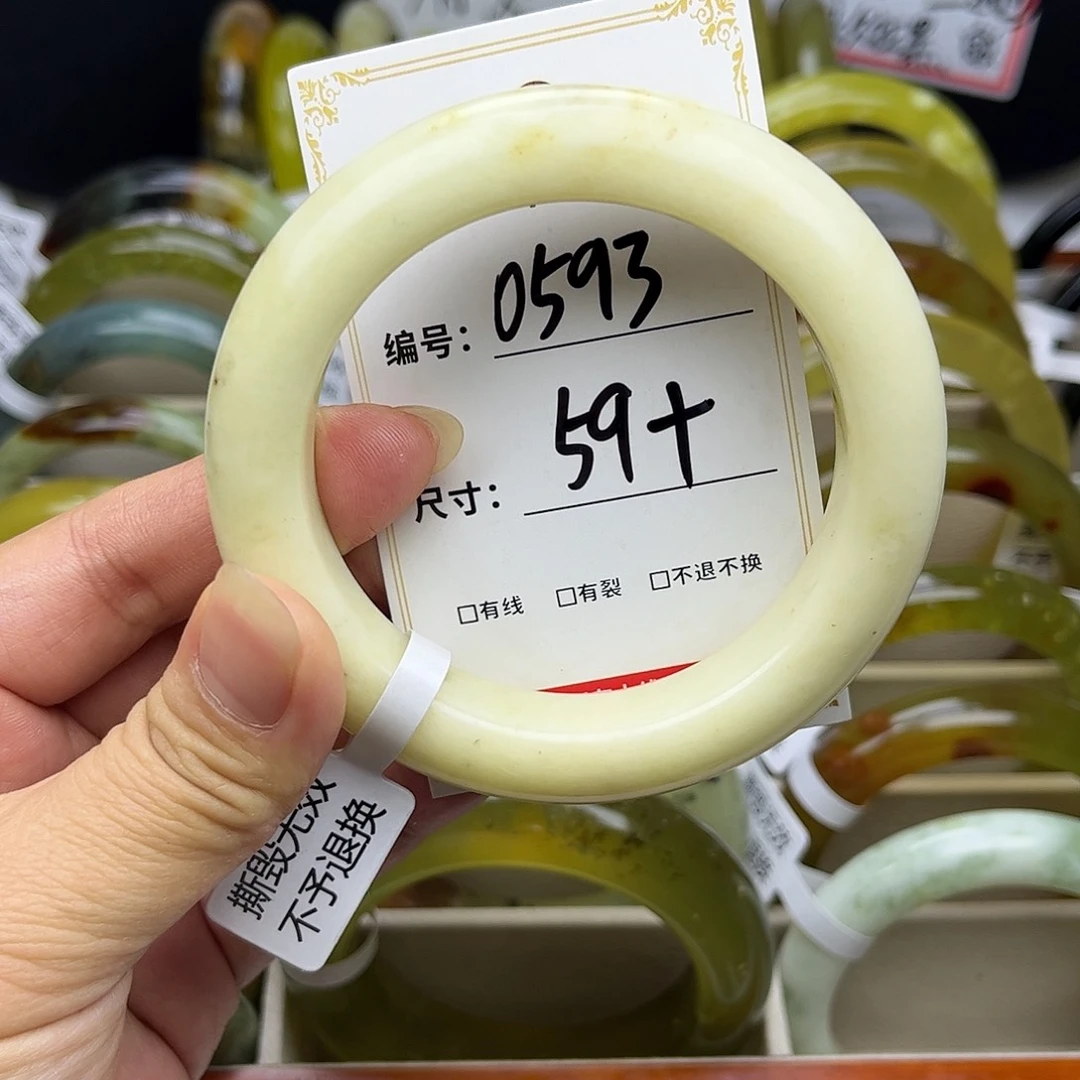 编号：0593
尺寸：59+
□有线 □有裂 □不退不换
撕毁无效
不予退换